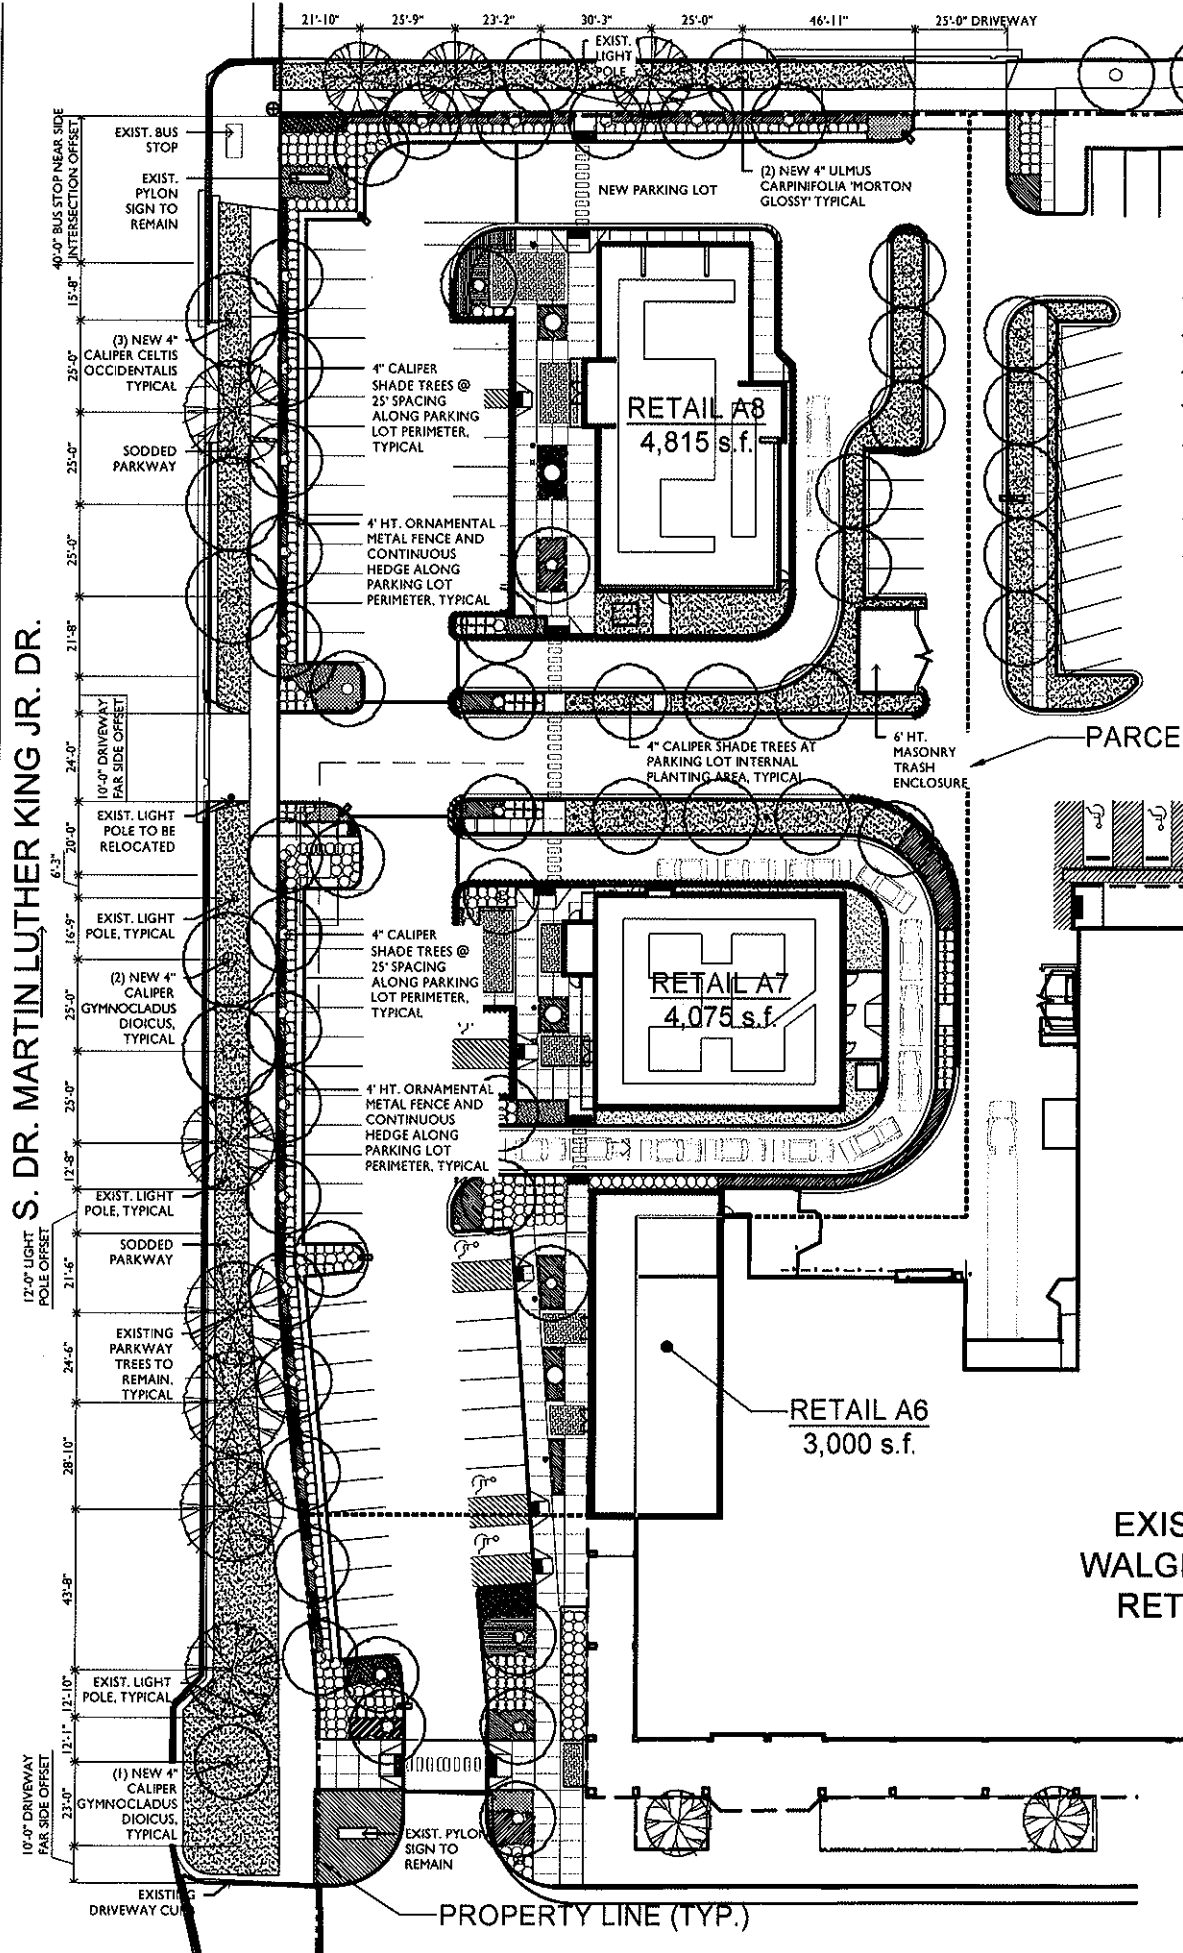 21'-10"
25'-9"
23'-2"
30'-3"
25'-0"
46'-11"
25'-0" DRIVEWAY
EXIST.
LIGHT
POLE
EXIST. BUS
STOP
EXIST.
PYLON
SIGN TO
REMAIN
40'-0" BUS STOP NEAR SIDE
INTERSECTION OFFSET
NEW PARKING LOT
(2) NEW 4" ULMUS
CARPINIFOLIA 'MORTON
GLOSSY' TYPICAL
15'-8"
25'-0"
25'-0"
25'-0"
21'-8"
(3) NEW 4"
CALIPER CELTIS
OCCIDENTALIS
TYPICAL
SODDED
PARKWAY
4" CALIPER
SHADE TREES @
25' SPACING
ALONG PARKING
LOT PERIMETER,
TYPICAL
RETAIL A8
4,815 s.f.
4' HT. ORNAMENTAL
METAL FENCE AND
CONTINUOUS
HEDGE ALONG
PARKING LOT
PERIMETER, TYPICAL
S. DR. MARTIN LUTHER KING JR. DR.
10'-0" DRIVEWAY
FAR SIDE OFFSET
24'-0"
4" CALIPER SHADE TREES AT
PARKING LOT INTERNAL
PLANTING AREA, TYPICAL
6' HT.
MASONRY
TRASH
ENCLOSURE
PARCE
EXIST. LIGHT
POLE TO BE
RELOCATED
20'-0"
6'-3"
EXIST. LIGHT
POLE, TYPICAL
16'-9"
(2) NEW 4"
CALIPER
GYMNOCLADUS
DIOICUS,
TYPICAL
25'-0"
25'-0"
12'-8"
4" CALIPER
SHADE TREES @
25' SPACING
ALONG PARKING
LOT PERIMETER,
TYPICAL
RETAIL A7
4,075 s.f.
4' HT. ORNAMENTAL
METAL FENCE AND
CONTINUOUS
HEDGE ALONG
PARKING LOT
PERIMETER, TYPICAL
EXIST. LIGHT
POLE, TYPICAL
12'-0" LIGHT
POLE OFFSET
SODDED
PARKWAY
21'-6"
EXISTING
PARKWAY
TREES TO
REMAIN,
TYPICAL
24'-6"
28'-10"
43'-8"
RETAIL A6
3,000 s.f.
EXIS
WALG
RET
EXIST. LIGHT
POLE, TYPICAL
12'-10"
12'-1"
(1) NEW 4"
CALIPER
GYMNOCLADUS
DIOICUS,
TYPICAL
23'-0"
10'-0" DRIVEWAY
FAR SIDE OFFSET
EXIST. PYLON
SIGN TO
REMAIN
EXISTING
DRIVEWAY CU
PROPERTY LINE (TYP.)